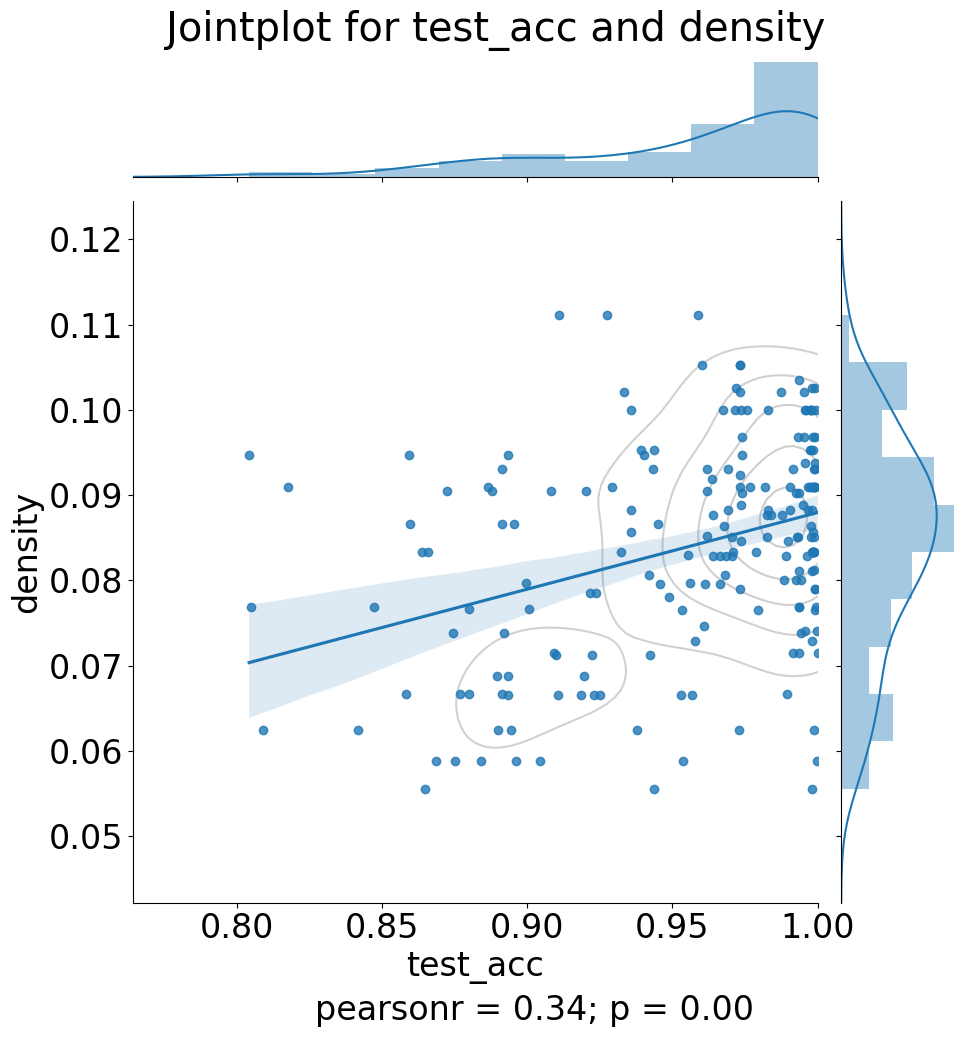 Jointplot for test_acc and density
0.12
0.11
0.10
0.09
0.08
0.07
0.06
0.05
density
0.80 0.85 0.90 0.95 1.00
test_acc
pearsonr = 0.34; p = 0.00